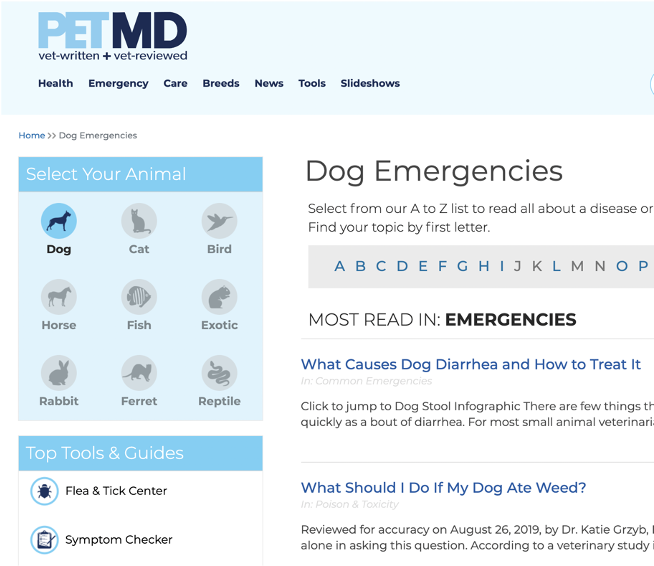 PETMD
vet-written + vet-reviewed
Health Emergency Care Breeds News Tools Slideshows
Home >> Dog Emergencies
Select Your Animal
Dog Cat Bird
Horse Fish Exotic
Rabbit Ferret Reptile
Top Tools & Guides
Flea & Tick Center
Symptom Checker
Dog Emergencies
Select from our A to Z list to read all about a disease or
Find your topic by first letter.
A B C D E F G H I J K L M N O P
MOST READ IN: EMERGENCIES
What Causes Dog Diarrhea and How to Treat It
In: Common Emergencies
Click to jump to Dog Stool Infographic There are few things th
quickly as a bout of diarrhea. For most small animal veterinari
What Should I Do If My Dog Ate Weed?
In: Poison & Toxicity
Reviewed for accuracy on August 26, 2019, by Dr. Katie Grzyb,
alone in asking this question. According to a veterinary study